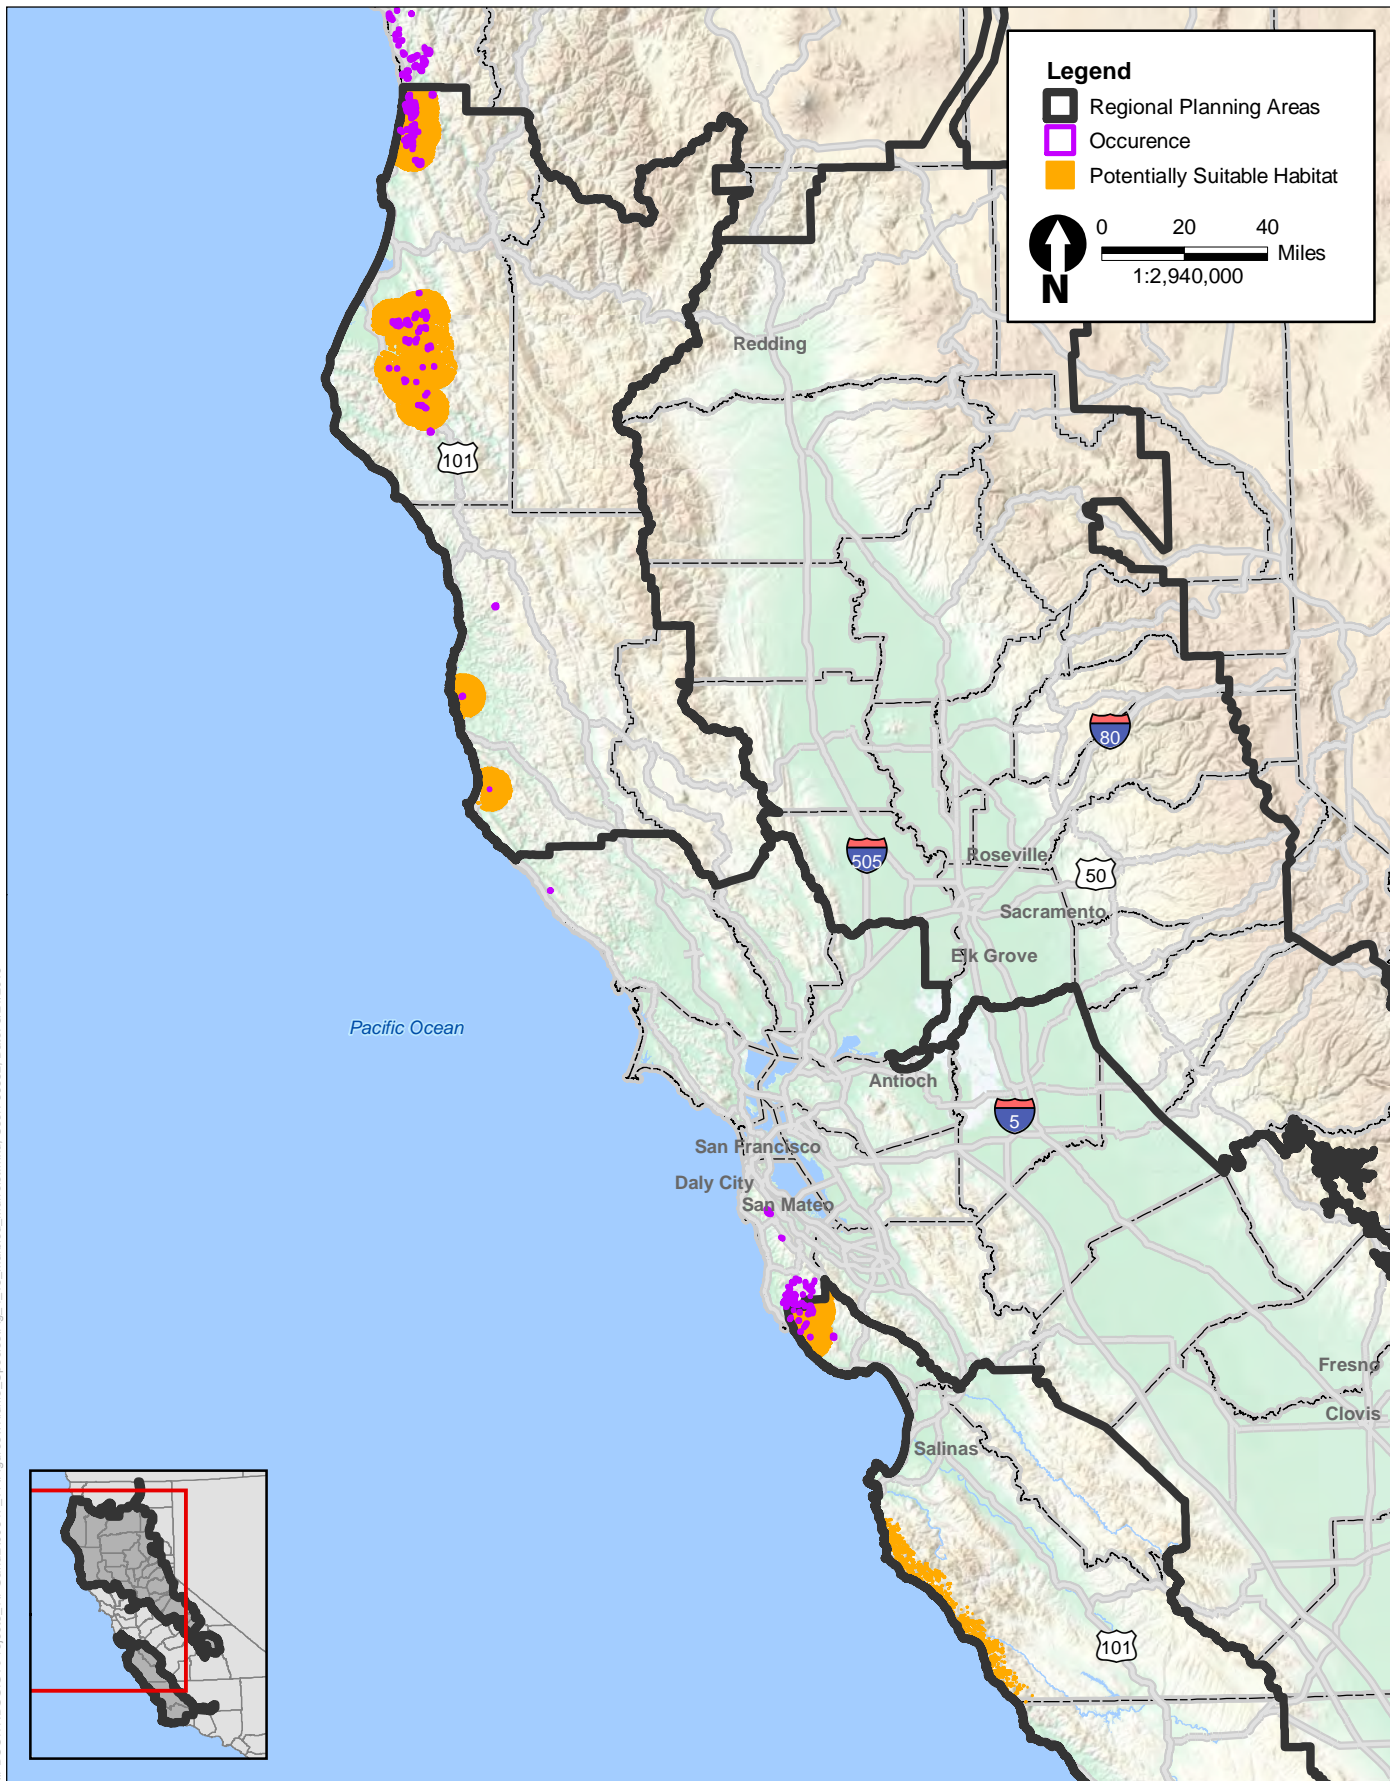 Legend
Regional Planning Areas
Occurence
Potentially Suitable Habitat
0 20 40
Miles
1:2,940,000
N
Redding
101
80
505
Roseville
50
Sacramento
Elk Grove
Pacific Ocean
Antioch
5
San Francisco
Daly City
San Mateo
Fresno
Clovis
Salinas
101